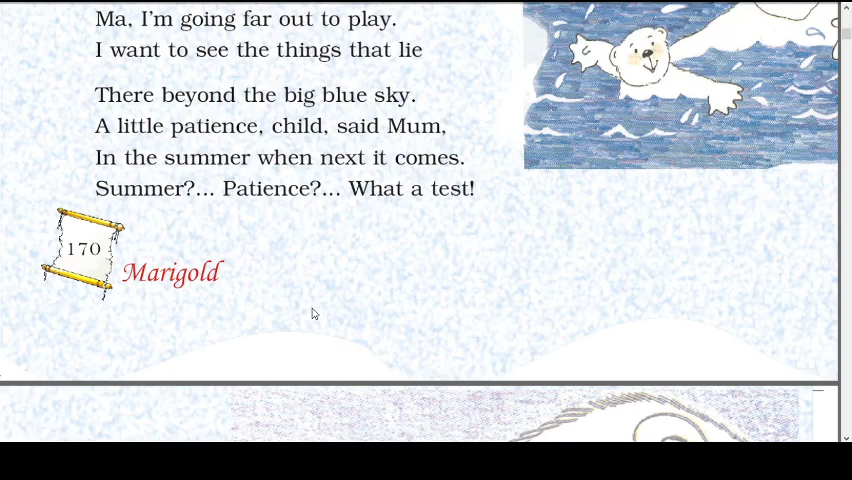 Ma, I'm going far out to play.
I want to see the things that lie
There beyond the big blue sky.
A little patience, child, said Mum,
In the summer when next it comes.
Summer?... Patience?... What a test!
170
Marigold